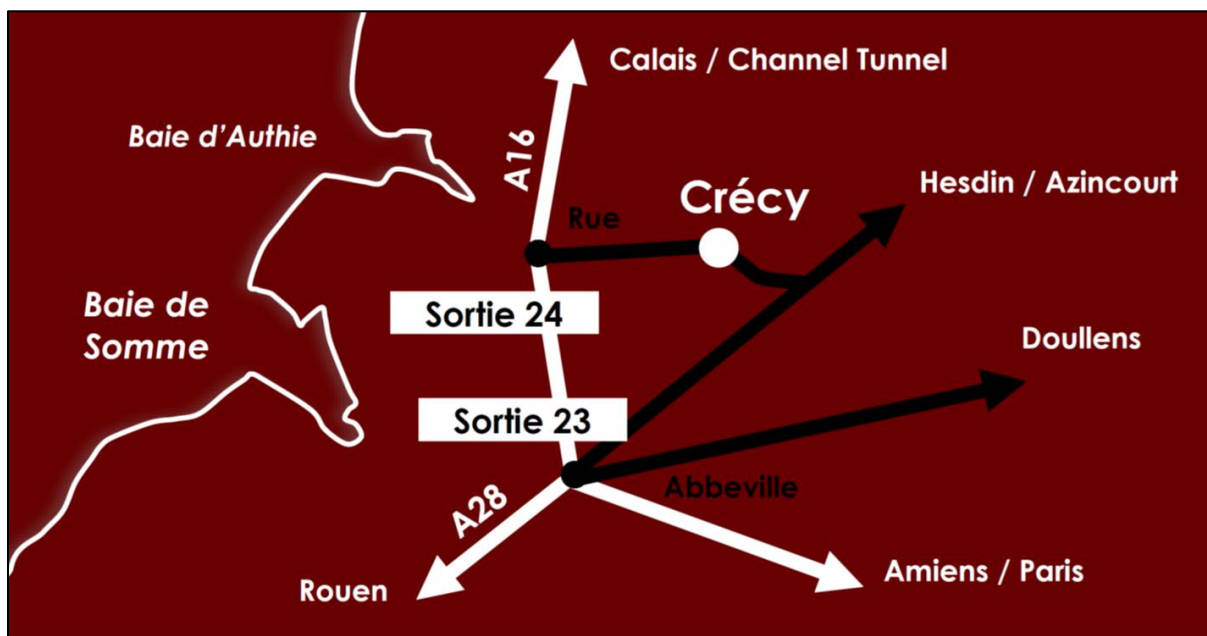 Calais / Channel Tunnel
Baie d'Authie
A16
Hesdin / Azincourt
Crécy
Rue
Baie de
Somme
Sortie 24
Doullens
Sortie 23
Abbeville
A28
Amiens / Paris
Rouen